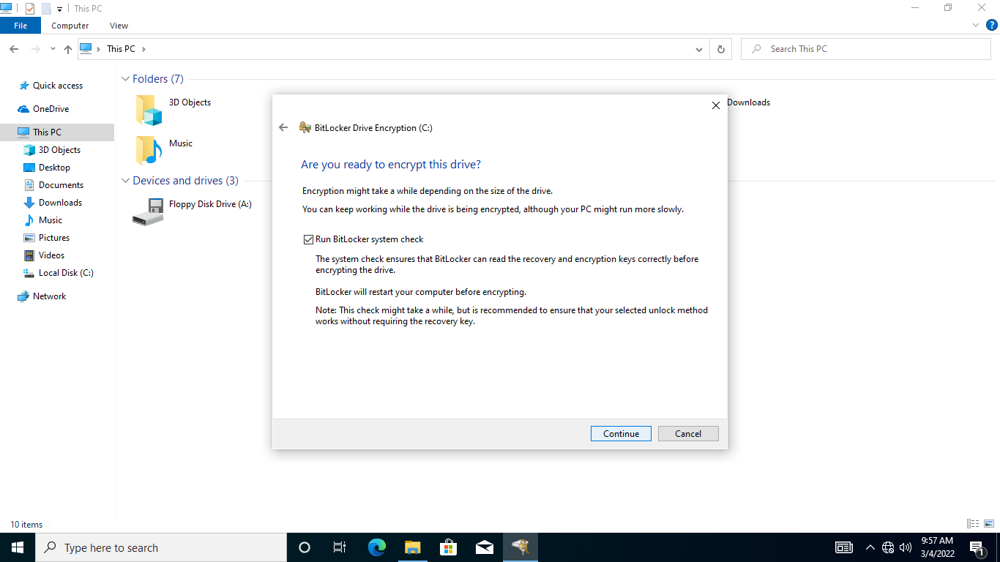 This PC
File
Computer
View
This PC
Search This PC
Quick access
OneDrive
This PC
3D Objects
Desktop
Documents
Downloads
Music
Pictures
Videos
Local Disk (C:)
Network
Folders (7)
3D Objects
Downloads
Music
Devices and drives (3)
Floppy Disk Drive (A:)
BitLocker Drive Encryption (C:)
Are you ready to encrypt this drive?
Encryption might take a while depending on the size of the drive.
You can keep working while the drive is being encrypted, although your PC might run more slowly.
Run BitLocker system check
The system check ensures that BitLocker can read the recovery and encryption keys correctly before
encrypting the drive.
BitLocker will restart your computer before encrypting.
Note: This check might take a while, but is recommended to ensure that your selected unlock method
works without requiring the recovery key.
Continue
Cancel
10 items
Type here to search
9:57 AM
3/4/2022
1